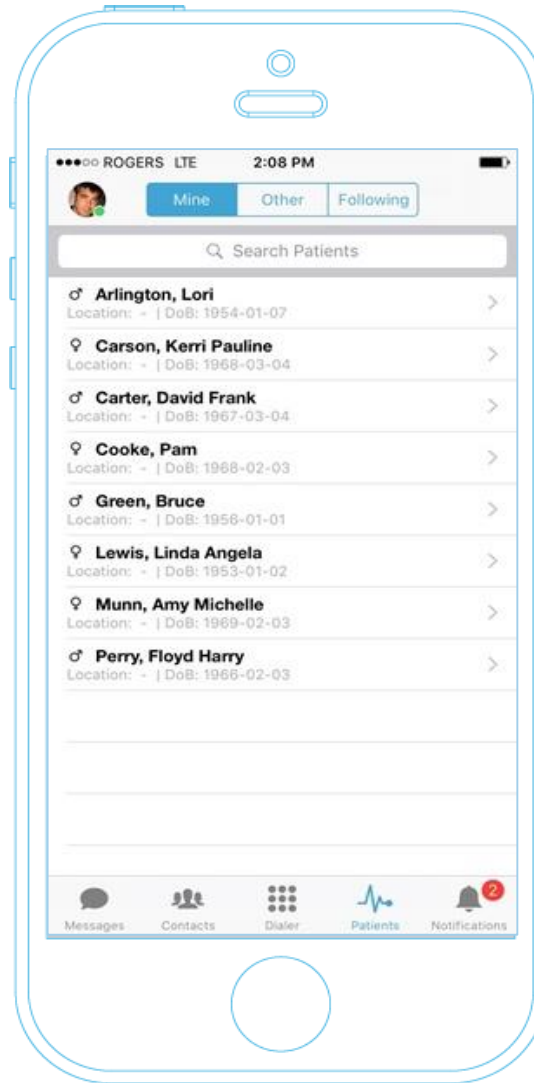 ROGERS LTE 2:08 PM
Mine Other Following
Search Patients
Arlington, Lori
Location: - | DoB: 1954-01-07
Carson, Kerri Pauline
Location: - | DoB: 1968-03-04
Carter, David Frank
Location: - | DoB: 1967-03-04
Cooke, Pam
Location: - | DoB: 1968-02-03
Green, Bruce
Location: - | DoB: 1956-01-01
Lewis, Linda Angela
Location: - | DoB: 1953-01-02
Munn, Amy Michelle
Location: - | DoB: 1969-02-03
Perry, Floyd Harry
Location: - | DoB: 1966-02-03
2
Messages Contacts Dialer Patients Notifications